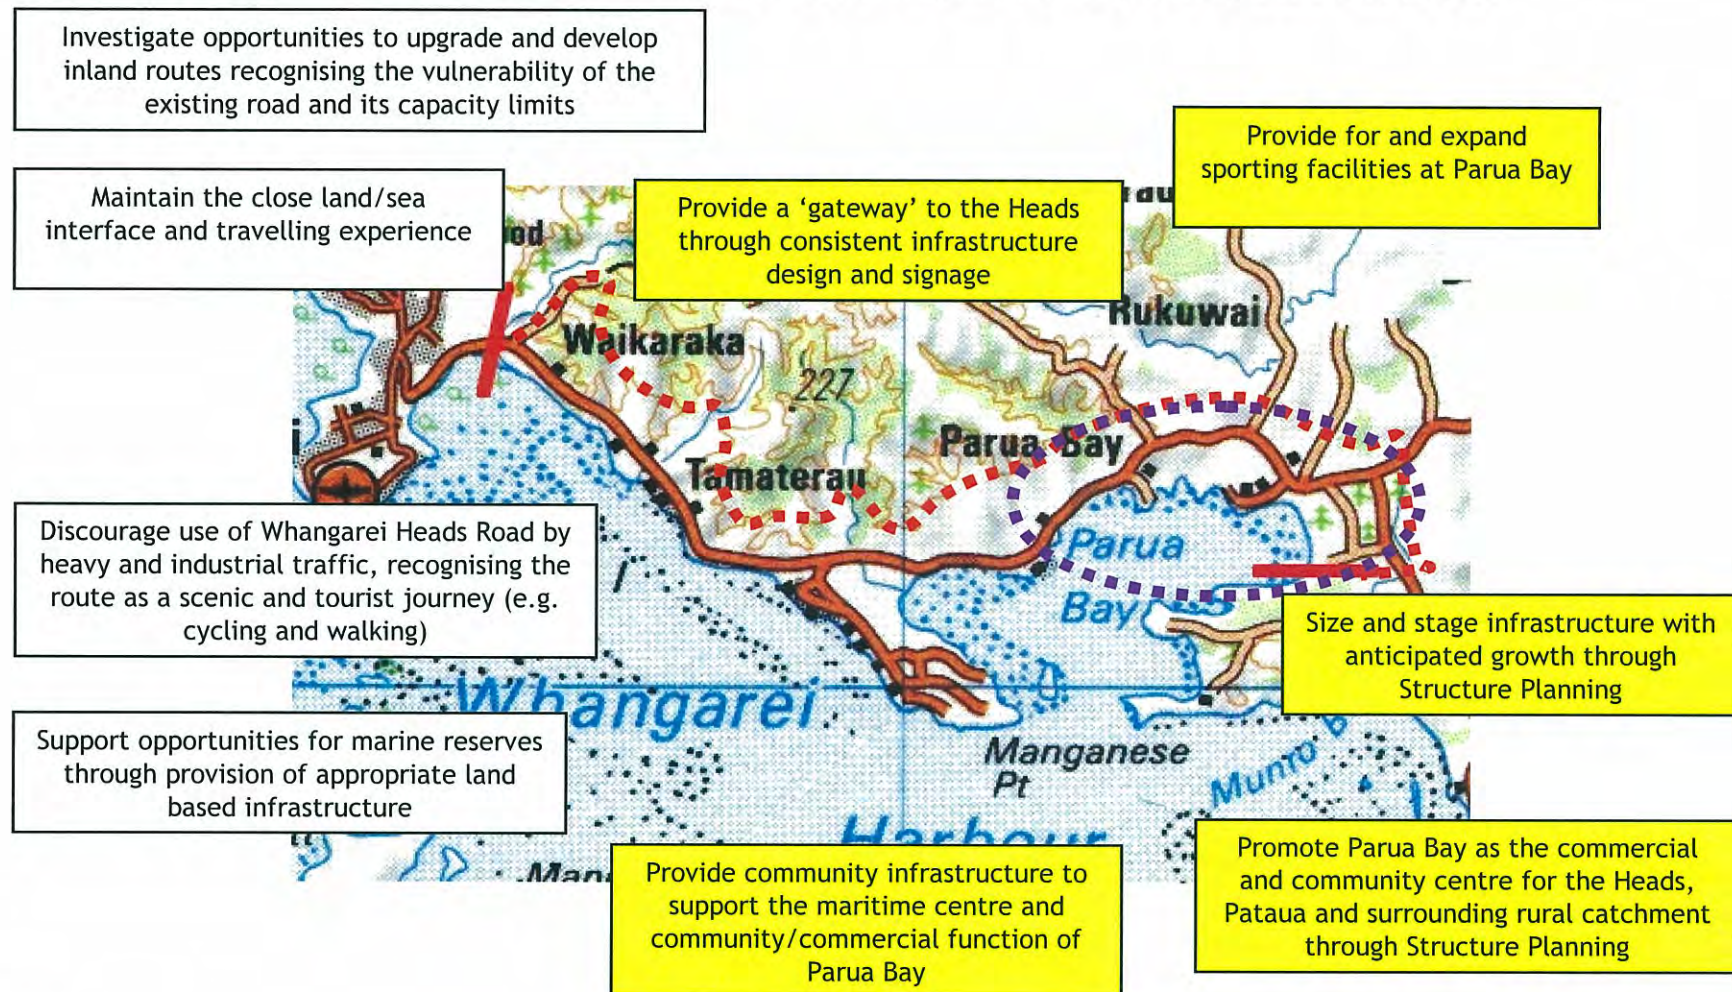 Investigate opportunities to upgrade and develop
inland routes recognising the vulnerability of the
existing road and its capacity limits
Provide for and expand
sporting facilities at Parua Bay
Maintain the close land/sea
interface and travelling experience
Provide a ‘gateway’ to the Heads
through consistent infrastructure
design and signage
Rukuwai
Waikaraka
227
Parua Bay
Tamaterau
Discourage use of Whangarei Heads Road by
heavy and industrial traffic, recognising the
route as a scenic and tourist journey (e.g.
cycling and walking)
Parua
Bay
Size and stage infrastructure with
anticipated growth through
Structure Planning
Whangarei
Support opportunities for marine reserves
through provision of appropriate land
based infrastructure
Manganese
Pt
Munro B
Harbour
Provide community infrastructure to
support the maritime centre and
community/commercial function of
Parua Bay
Promote Parua Bay as the commercial
and community centre for the Heads,
Pataua and surrounding rural catchment
through Structure Planning